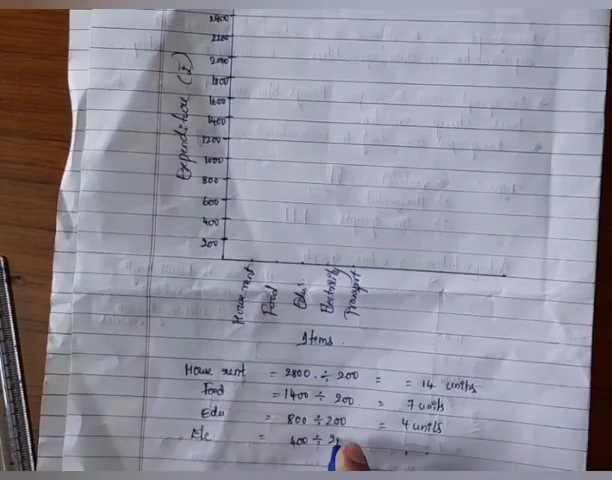 2400
2200
2000
1800
1600
1400
1200
1000
800
600
400
200
Expenditure (₹)
House rent
Food
Edu
Electricity
Transport
Items
House rent = 2800 ÷ 200 = = 14 units
Food = 1400 ÷ 200 = 7 units
Edu = 800 ÷ 200 = 4 units
Ele = 400 ÷ 2